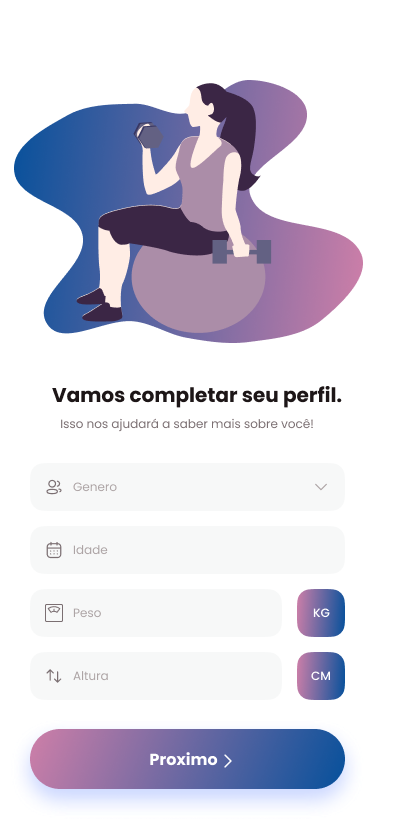 Vamos completar seu perfil.
Isso nos ajudará a saber mais sobre você!
Genero
Idade
Peso
KG
Altura
CM
Proximo